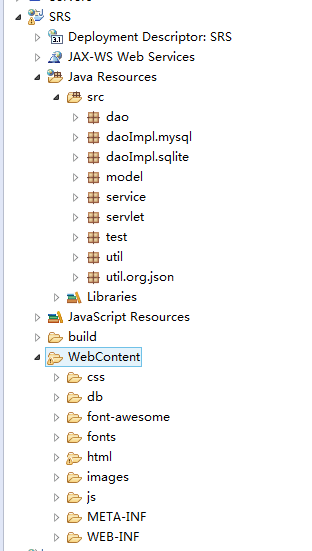 SRS
3.1 Deployment Descriptor: SRS
JAX-WS Web Services
Java Resources
src
dao
daoImpl.mysql
daoImpl.sqlite
model
service
servlet
test
util
util.org.json
Libraries
JavaScript Resources
build
WebContent
css
db
font-awesome
fonts
html
images
js
META-INF
WEB-INF